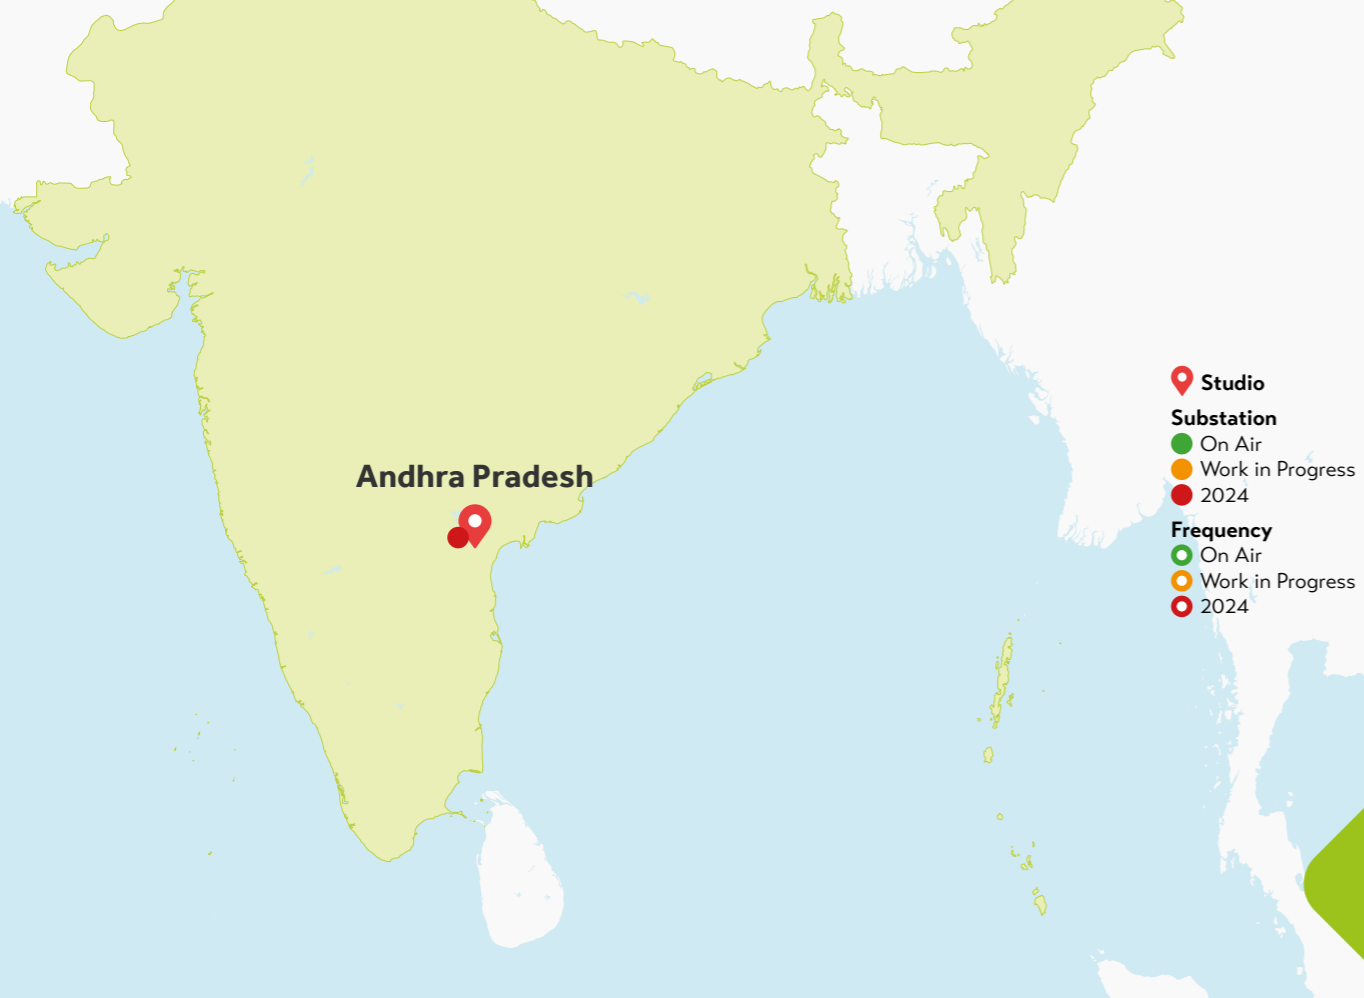 Andhra Pradesh
Studio
Substation
On Air
Work in Progress
2024
Frequency
On Air
Work in Progress
2024